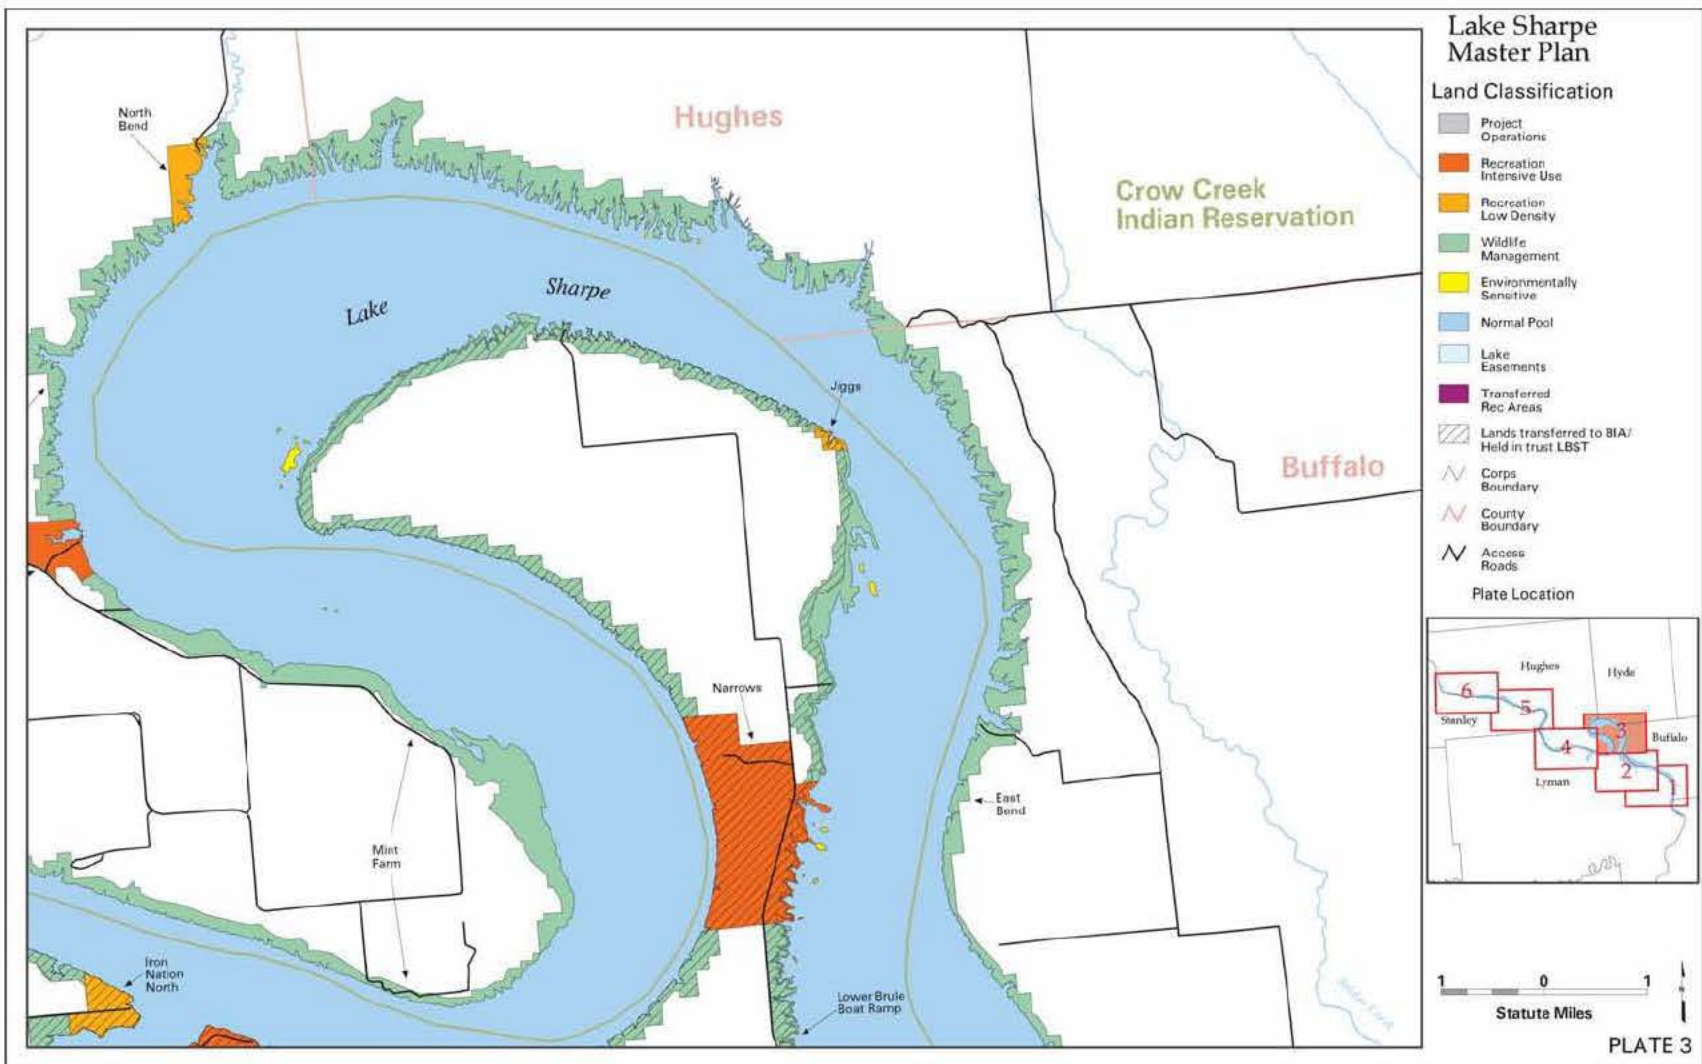 Lake Sharpe
Master Plan
Land Classification
Project
Operations
Recreation
Intensive Use
Recreation
Low Density
Wildlife
Management
Environmentally
Sensitive
Normal Pool
Lake
Easements
Transferred
Rec Areas
Lands transferred to BIA/
Held in trust LBST
Corps
Boundary
County
Boundary
Access
Roads
Plate Location
Hughes
Hyde
6
5
Stanley
3
Buffalo
4
2
Lyman
1
1 0 1
Statute Miles
PLATE 3
North
Bend
Hughes
Crow Creek
Indian Reservation
Lake
Sharpe
Jiggs
Buffalo
Narrows
East
Bend
Mint
Farm
Iron
Nation
North
Lower Brule
Boat Ramp